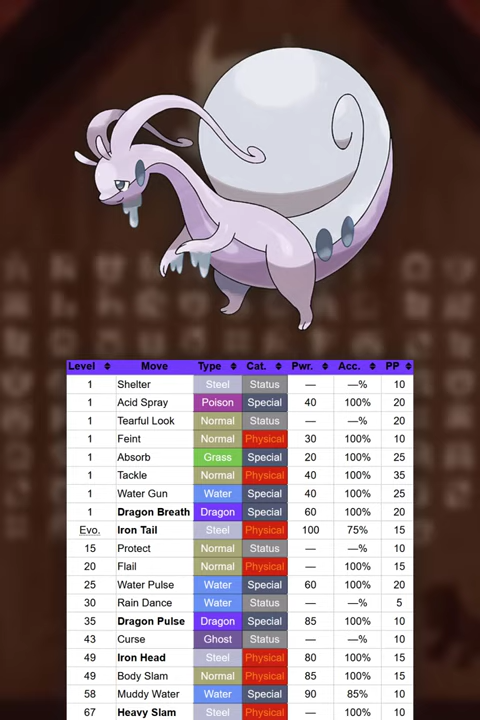 Level Move Type Cat. Pwr. Acc. PP
1 Shelter Steel Status — —% 10
1 Acid Spray Poison Special 40 100% 20
1 Tearful Look Normal Status — —% 20
1 Feint Normal Physical 30 100% 10
1 Absorb Grass Special 20 100% 25
1 Tackle Normal Physical 40 100% 35
1 Water Gun Water Special 40 100% 25
1 Dragon Breath Dragon Special 60 100% 20
Evo. Iron Tail Steel Physical 100 75% 15
15 Protect Normal Status — —% 10
20 Flail Normal Physical — 100% 15
25 Water Pulse Water Special 60 100% 20
30 Rain Dance Water Status — —% 5
35 Dragon Pulse Dragon Special 85 100% 10
43 Curse Ghost Status — —% 10
49 Iron Head Steel Physical 80 100% 15
49 Body Slam Normal Physical 85 100% 15
58 Muddy Water Water Special 90 85% 10
67 Heavy Slam Steel Physical — 100% 10